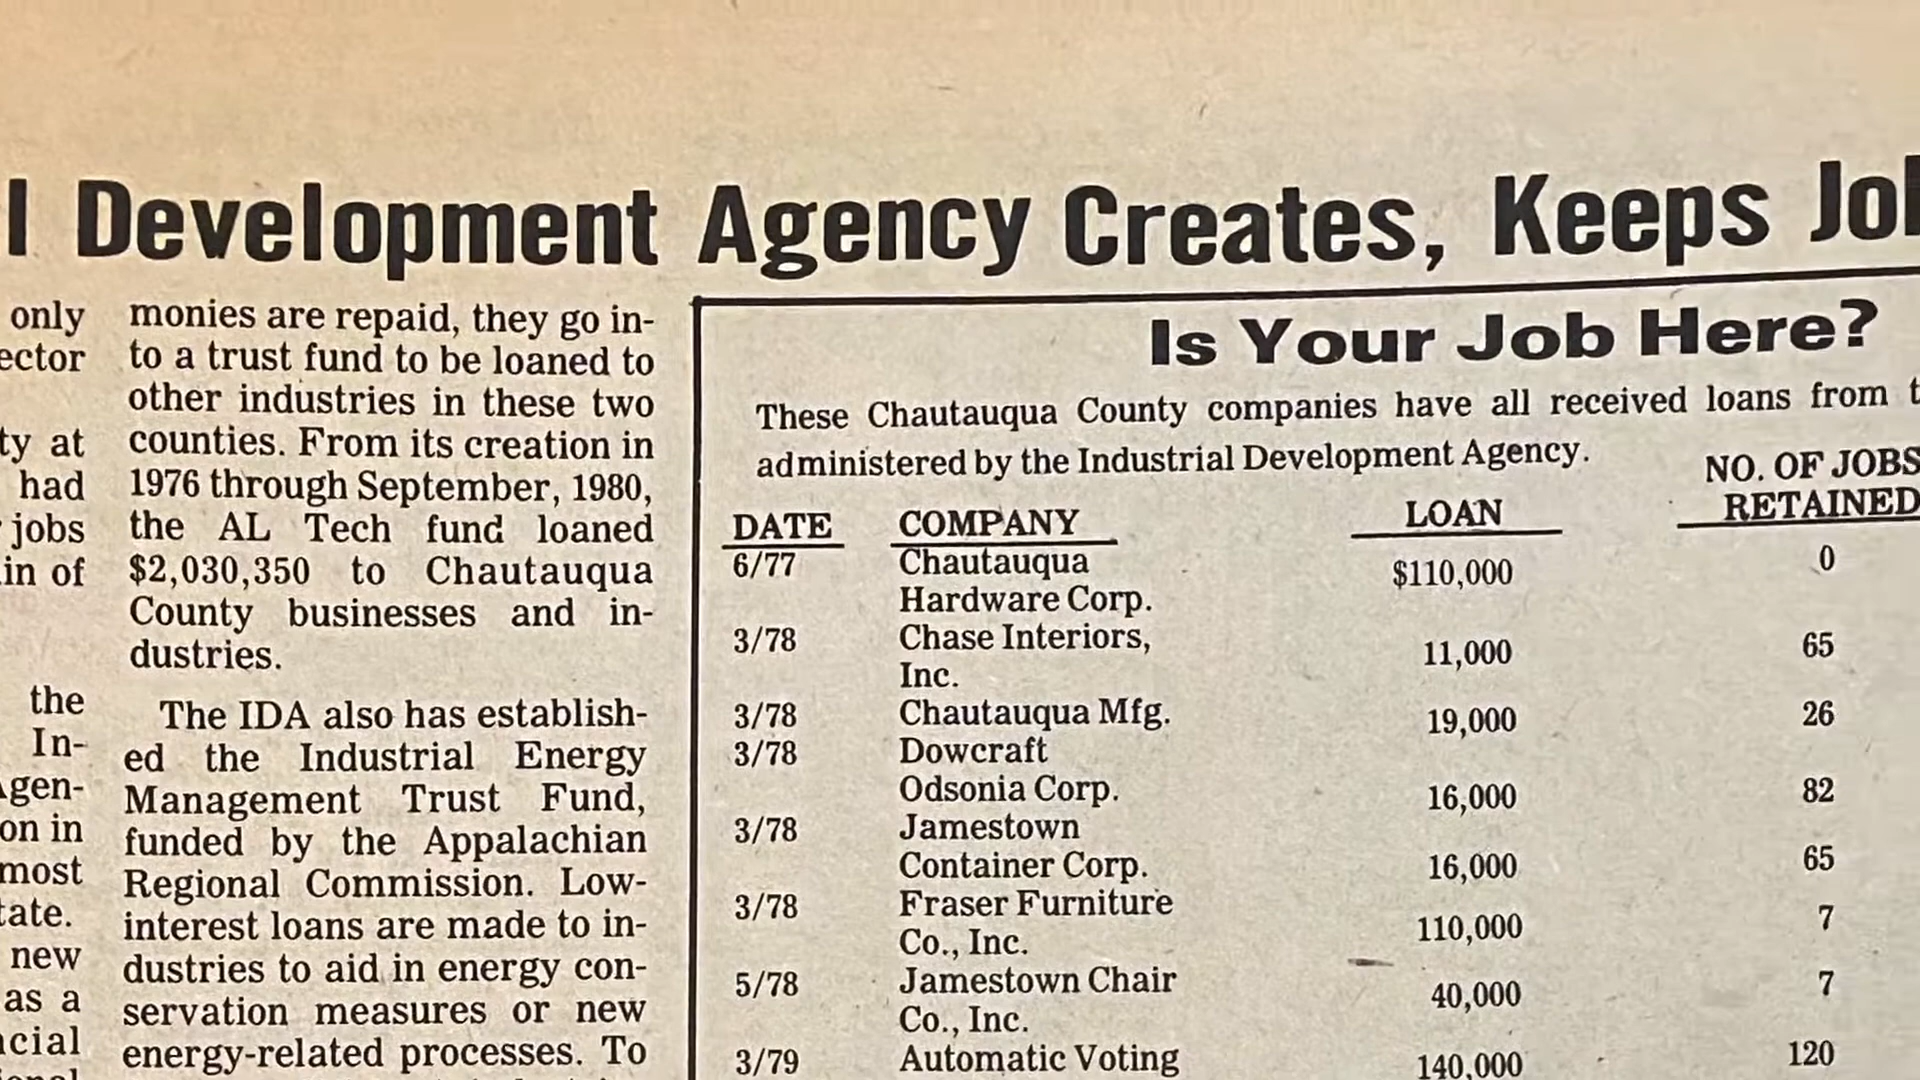 l Development Agency Creates, Keeps
only
ector
ty at
had
jobs
in of
the
In-
gen-
on in
most
tate.
new
as a
cial
monies are repaid, they go in-
to a trust fund to be loaned to
other industries in these two
counties. From its creation in
1976 through September, 1980,
the AL Tech fund loaned
$2,030,350 to Chautauqua
County businesses and in-
dustries.
The IDA also has establish-
ed the Industrial Energy
Management Trust Fund,
funded by the Appalachian
Regional Commission. Low-
interest loans are made to in-
dustries to aid in energy con-
servation measures or new
energy-related processes. To
Is Your Job Here?
These Chautauqua County companies have all received loans from t
administered by the Industrial Development Agency.
DATE COMPANY LOAN NO. OF JOBS
RETAINED
6/77 Chautauqua $110,000 0
Hardware Corp.
3/78 Chase Interiors, 11,000 65
Inc.
3/78 Chautauqua Mfg. 19,000 26
3/78 Dowcraft
Odsonia Corp. 16,000 82
3/78 Jamestown
Container Corp. 16,000 65
3/78 Fraser Furniture 110,000 7
Co., Inc.
5/78 Jamestown Chair 40,000 7
Co., Inc.
3/79 Automatic Voting 140,000 120